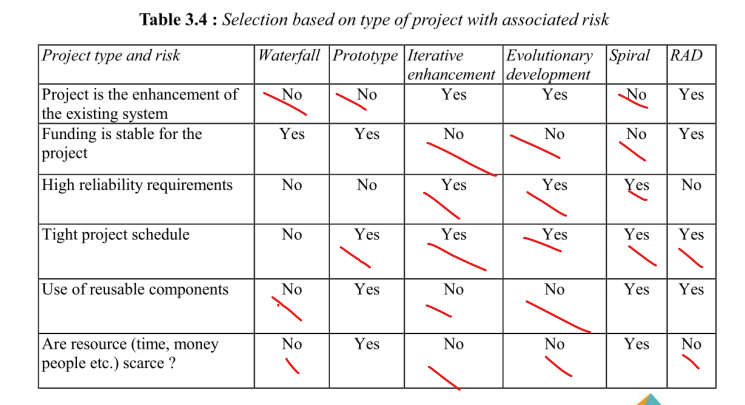 Table 3.4 : Selection based on type of project with associated risk
Project type and risk Waterfall Prototype Iterative enhancement Evolutionary development Spiral RAD
Project is the enhancement of the existing system No No Yes Yes No Yes
Funding is stable for the project Yes Yes No No No Yes
High reliability requirements No No Yes Yes Yes No
Tight project schedule No Yes Yes Yes Yes Yes
Use of reusable components No Yes No No Yes Yes
Are resource (time, money people etc.) scarce ? No Yes No No Yes No